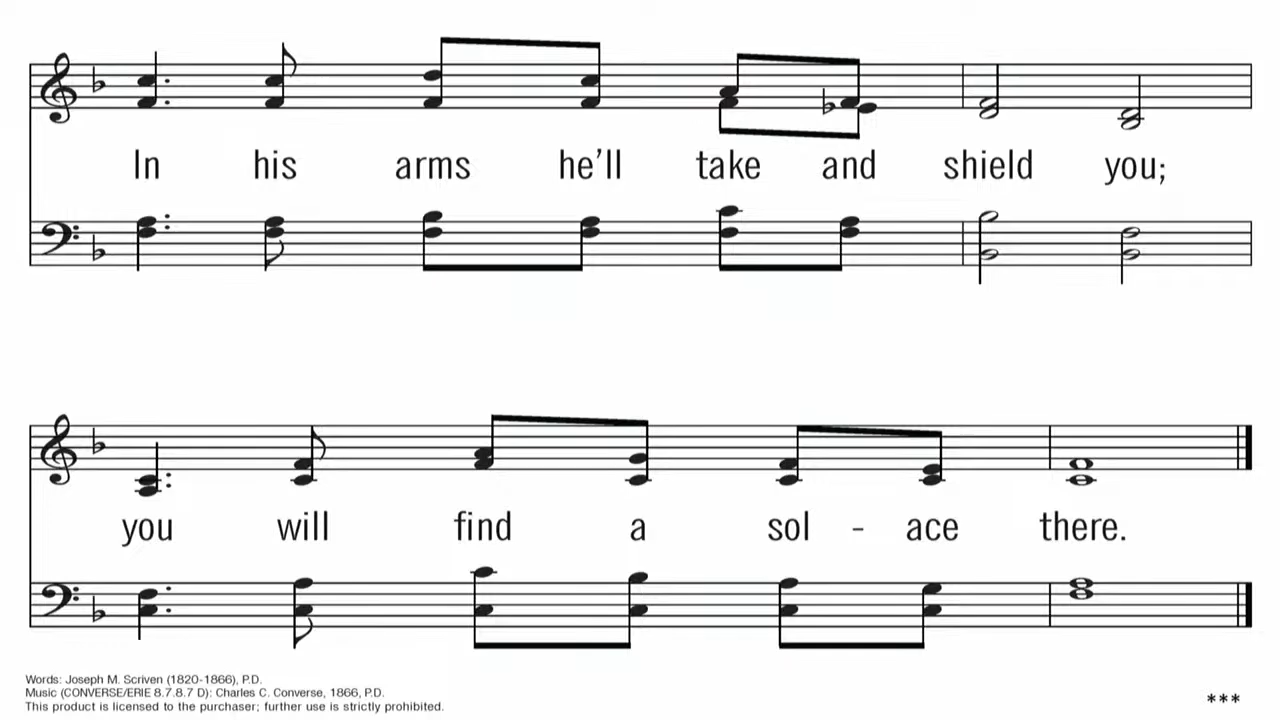 In his arms he'll take and shield you;
you will find a sol - ace there.
Words: Joseph M. Scriven (1820-1866), P.D.
Music (CONVERSE/ERIE 8.7.8.7 D): Charles C. Converse, 1866, P.D.
This product is licensed to the purchaser; further use is strictly prohibited.
***